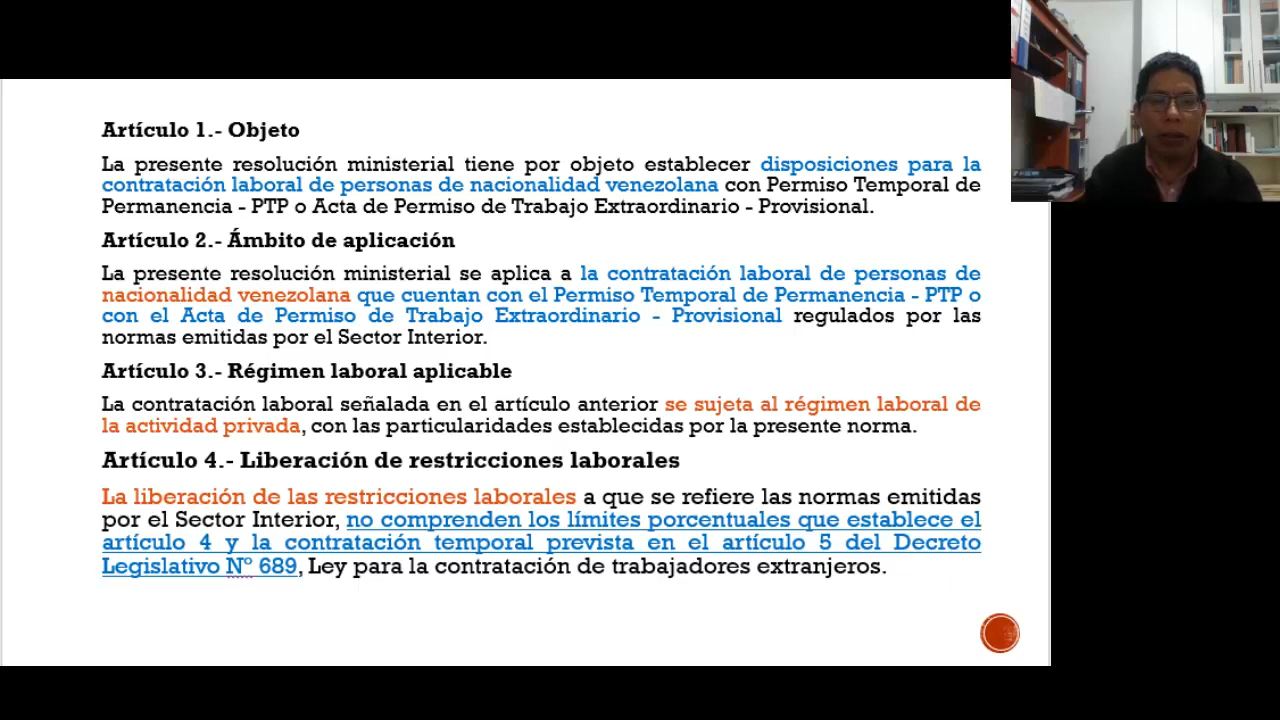 Artículo 1.- Objeto
La presente resolución ministerial tiene por objeto establecer disposiciones para la
contratación laboral de personas de nacionalidad venezolana con Permiso Temporal de
Permanencia - PTP o Acta de Permiso de Trabajo Extraordinario - Provisional.
Artículo 2.- Ámbito de aplicación
La presente resolución ministerial se aplica a la contratación laboral de personas de
nacionalidad venezolana que cuentan con el Permiso Temporal de Permanencia - PTP o
con el Acta de Permiso de Trabajo Extraordinario - Provisional regulados por las
normas emitidas por el Sector Interior.
Artículo 3.- Régimen laboral aplicable
La contratación laboral señalada en el artículo anterior se sujeta al régimen laboral de
la actividad privada, con las particularidades establecidas por la presente norma.
Artículo 4.- Liberación de restricciones laborales
La liberación de las restricciones laborales a que se refiere las normas emitidas
por el Sector Interior, no comprenden los límites porcentuales que establece el
artículo 4 y la contratación temporal prevista en el artículo 5 del Decreto
Legislativo Nº 689, Ley para la contratación de trabajadores extranjeros.